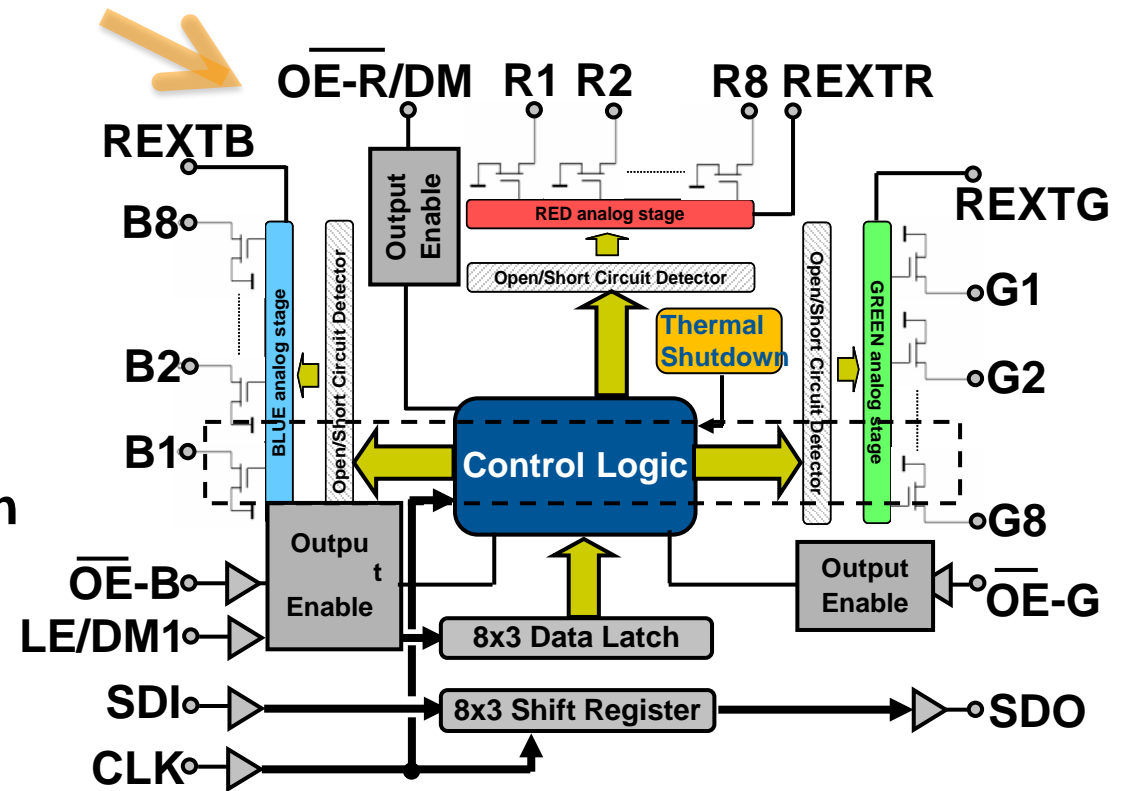 OE-R/DM R1 R2 R8 REXTR
REXTB
REXTG
B8
B2
B1
Output
Enable
RED analog stage
Open/Short Circuit Detector
BLUE analog stage
Open/Short Circuit Detector
Thermal
Shutdown
Open/Short Circuit Detector
GREEN analog stage
G1
G2
G8
Control Logic
n
Outpu
t
Enable
Output
Enable
OE-B
OE-G
LE/DM1
8x3 Data Latch
SDI
8x3 Shift Register
SDO
CLK